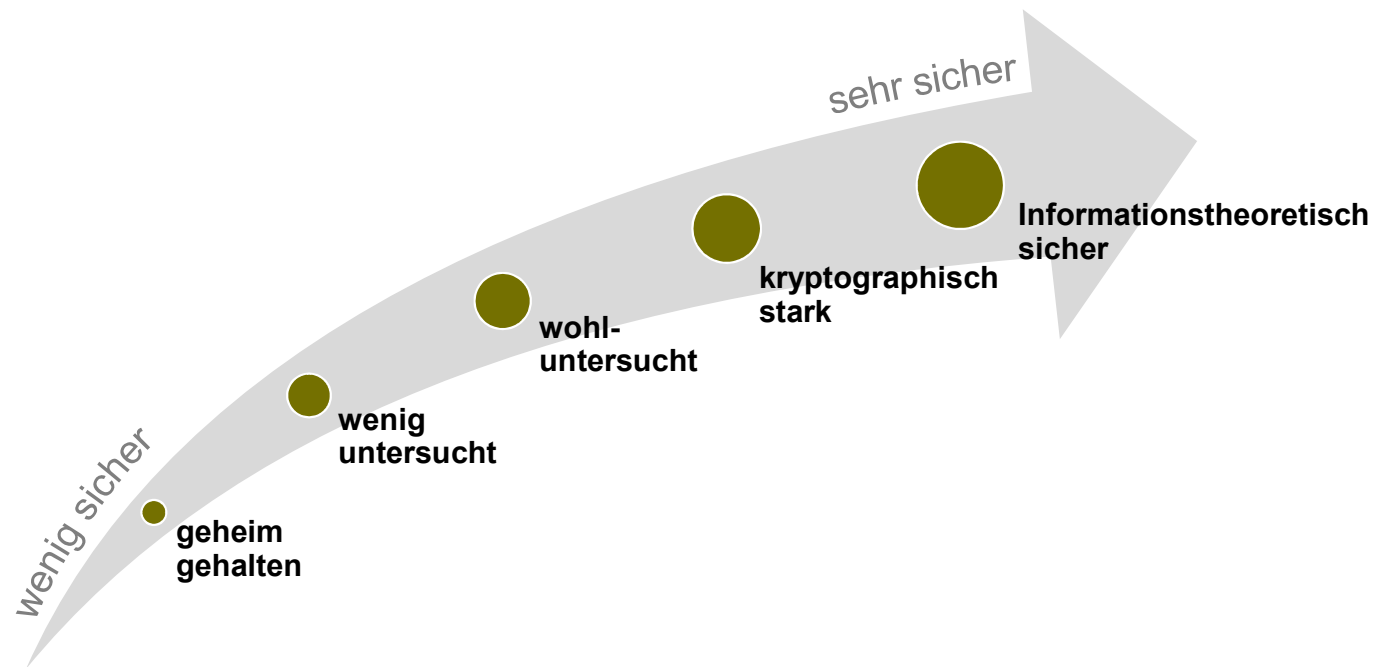 wenig sicher
geheim
gehalten
wenig
untersucht
wohl-
untersucht
kryptographisch
stark
Informationstheoretisch
sicher
sehr sicher